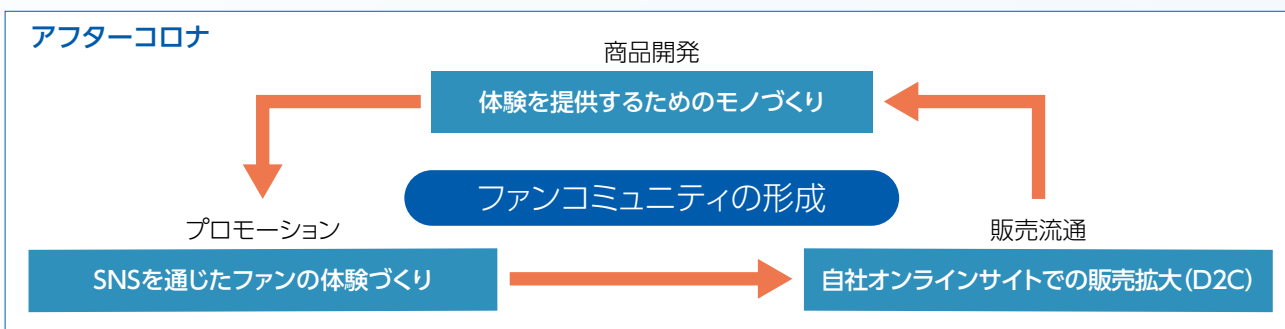 アフターコロナ
商品開発
体験を提供するためのモノづくり
ファンコミュニティの形成
プロモーション
SNSを通じたファンの体験づくり
販売流通
自社オンラインサイトでの販売拡大(D2C)